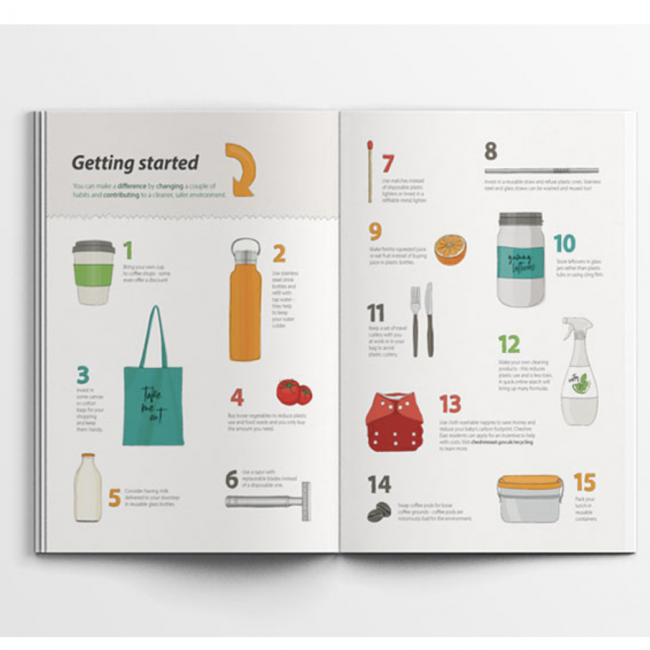 Getting started
You can make a difference by changing a couple of
habits and contributing to a cleaner, safer environment.
1
Bring your own cup
to coffee shops - some
even offer a discount!
2
Use stainless
steel drink
bottles and
refill with
tap water -
they help
to keep
your water
colder.
3
Invest in
some canvas
or cotton
bags for your
shopping
and keep
them handy.
take
me
out
4
Buy loose vegetables to reduce plastic
use and food waste and you only buy
the amount you need.
5
Consider having milk
delivered to your doorstep
in reusable glass bottles.
6
Use a razor with
replaceable blades instead
of a disposable one.
7
Use matches instead
of disposable plastic
lighters or invest in a
refillable metal lighter.
8
Invest in a reusable straw and refuse plastic ones. Stainless
steel and glass straws can be washed and reused too!
9
Make freshly squeezed juice
or eat fruit instead of buying
juice in plastic bottles.
10
Store leftovers in glass
jars rather than plastic
tubs or using cling film.
yummy
leftovers
11
Keep a set of travel
cutlery with you
at work or in your
bag to avoid
plastic cutlery.
12
Make your own cleaning
products - this reduces
plastic use and is less toxic.
A quick online search will
bring up many formulas.
13
Use cloth washable nappies to save money and
reduce your baby's carbon footprint. Cheshire
East residents can apply for an incentive to help
with costs. Visit cheshireeast.gov.uk/recycling
to learn more.
14
Swap coffee pods for loose
coffee grounds - coffee pods are
notoriously bad for the environment.
15
Pack your
lunch in
reusable
containers.